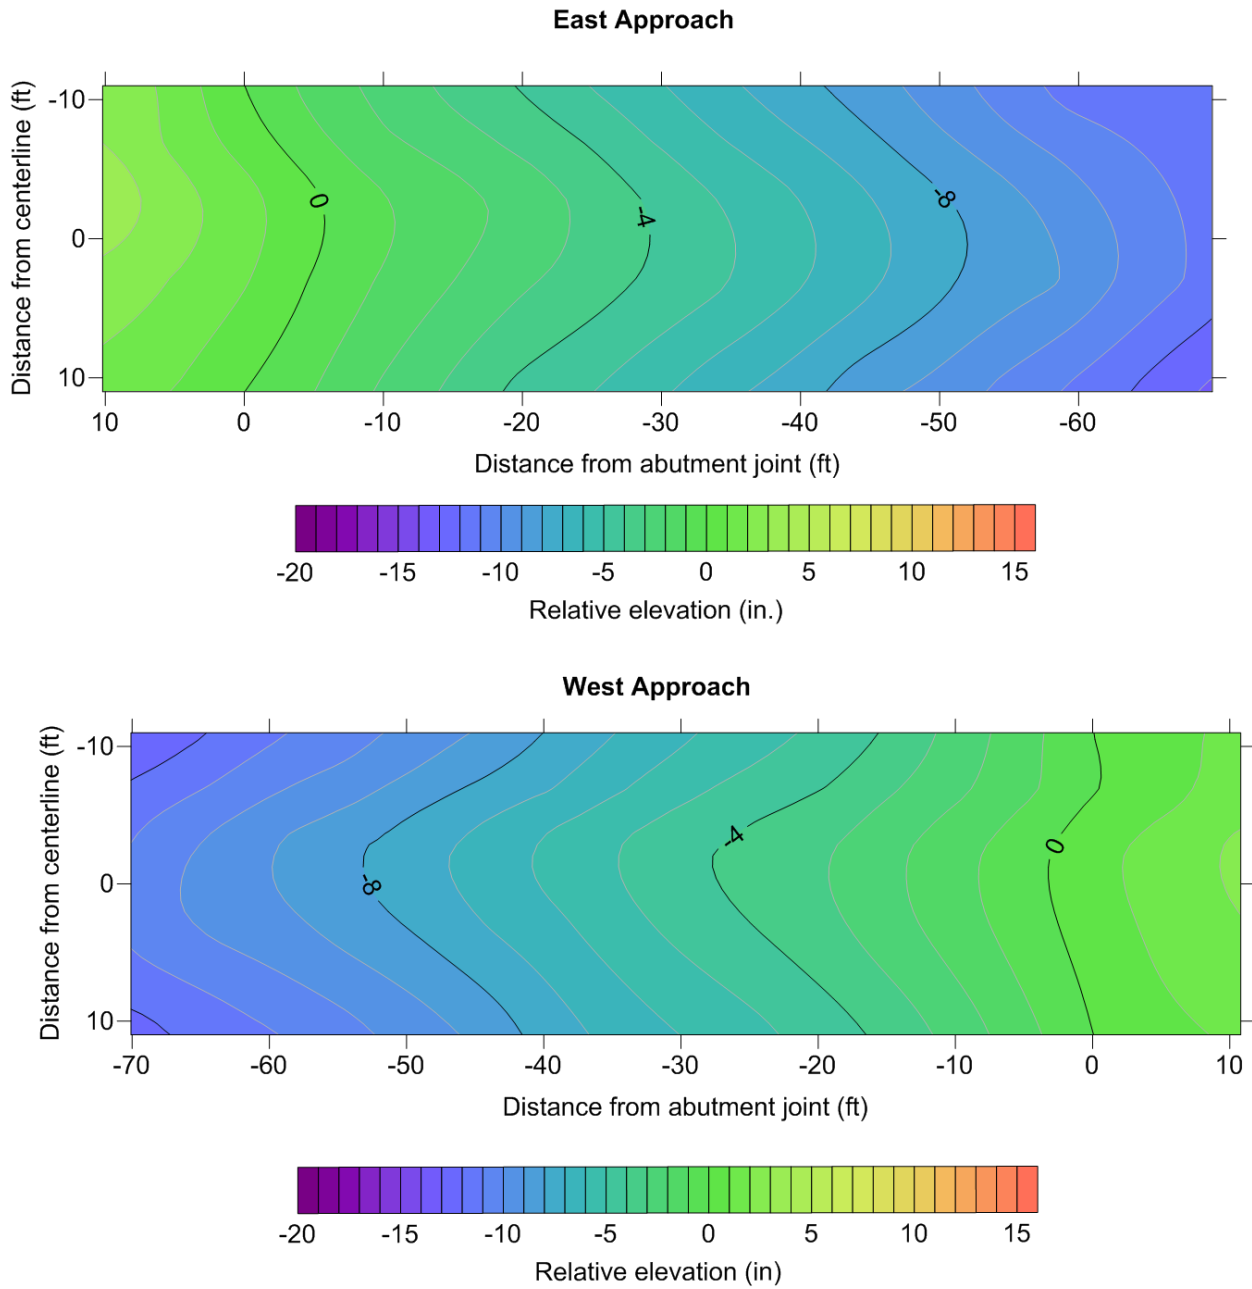 East Approach
Distance from centerline (ft)
-10
0
10
0
-4
-8
10 0 -10 -20 -30 -40 -50 -60
Distance from abutment joint (ft)
-20 -15 -10 -5 0 5 10 15
Relative elevation (in.)
West Approach
Distance from centerline (ft)
-10
0
10
-8
-4
0
-70 -60 -50 -40 -30 -20 -10 0 10
Distance from abutment joint (ft)
-20 -15 -10 -5 0 5 10 15
Relative elevation (in)